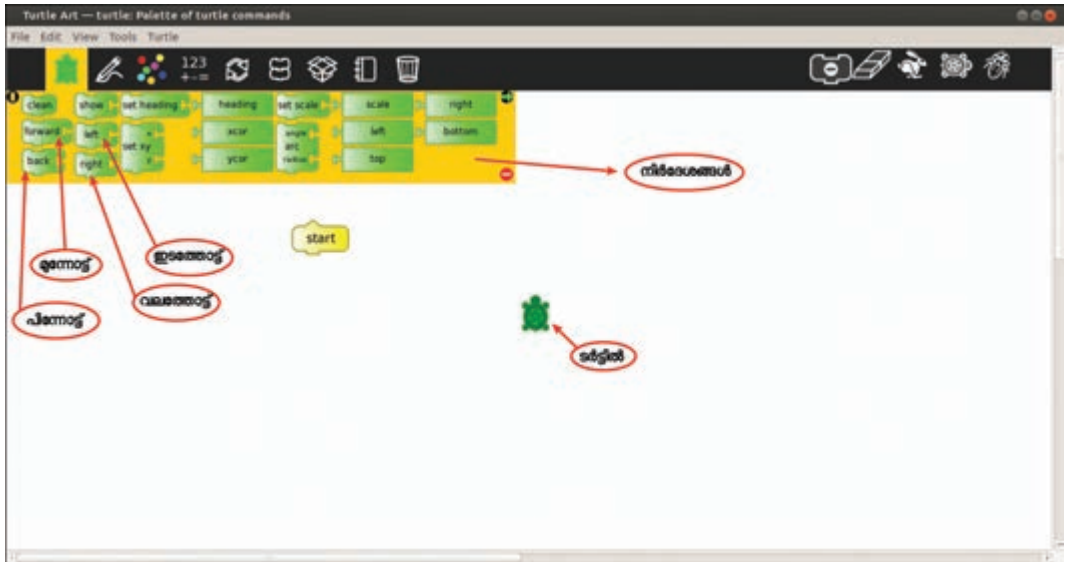 Turtle Art — turtle: Palette of turtle commands
File Edit View Tools Turtle
123
+-=
clean show set heading heading set scale scale right
forward left x set xy y xcor angle arc radius left bottom
back right ycor top
start
നിർദേശങ്ങൾ
മുന്നോട്ട്
ഇടത്തോട്ട്
വലത്തോട്ട്
പിന്നോട്ട്
ടർട്ടിൽ